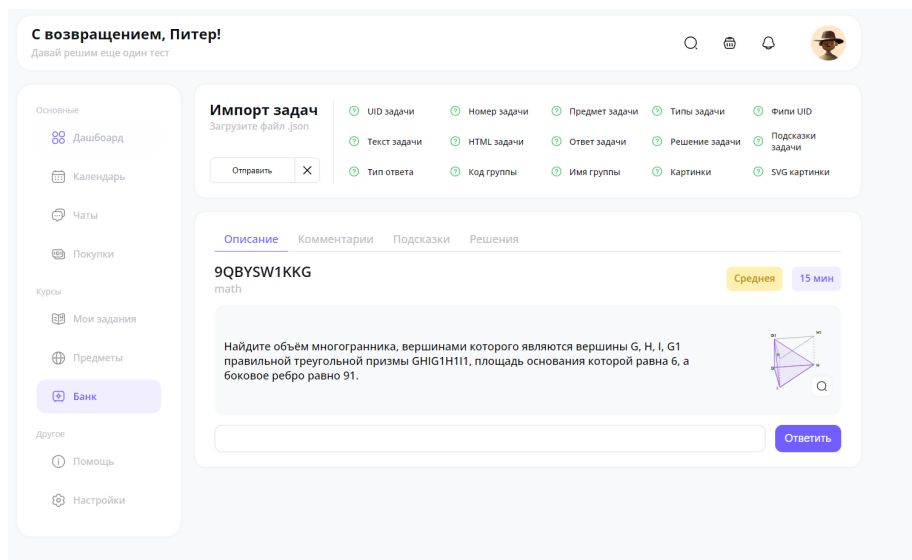 С возвращением, Питер!
Давай решим еще один тест
Основные
Дашбоард
Календарь
Чаты
Покупки
Курсы
Мои задания
Предметы
Банк
Другое
Помощь
Настройки
Импорт задач
Загрузите файл .json
Отправить
UID задачи
Номер задачи
Предмет задачи
Типы задачи
Фипи UID
Текст задачи
HTML задачи
Ответ задачи
Решение задачи
Подсказки
задачи
Тип ответа
Код группы
Имя группы
Картинки
SVG картинки
Описание Комментарии Подсказки Решения
9QBYSW1KKG
math
Среднея 15 мин
Найдите объём многогранника, вершинами которого являются вершины G, H, I, G1
правильной треугольной призмы GHIG1H1I1, площадь основания которой равна 6, а
боковое ребро равно 91.
Ответить